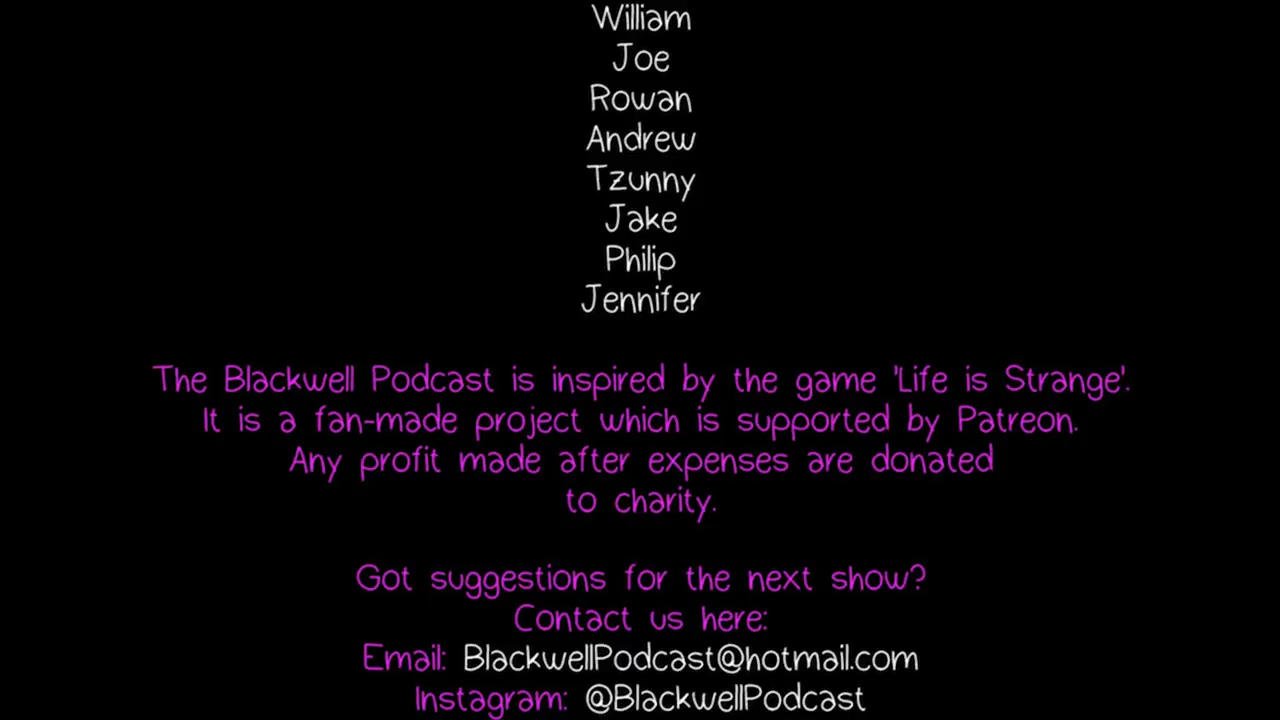 William
Joe
Rowan
Andrew
Tzunny
Jake
Philip
Jennifer
The Blackwell Podcast is inspired by the game 'Life is Strange'.
It is a fan-made project which is supported by Patreon.
Any profit made after expenses are donated
to charity.
Got suggestions for the next show?
Contact us here:
Email: BlackwellPodcast@hotmail.com
Instagram: @BlackwellPodcast